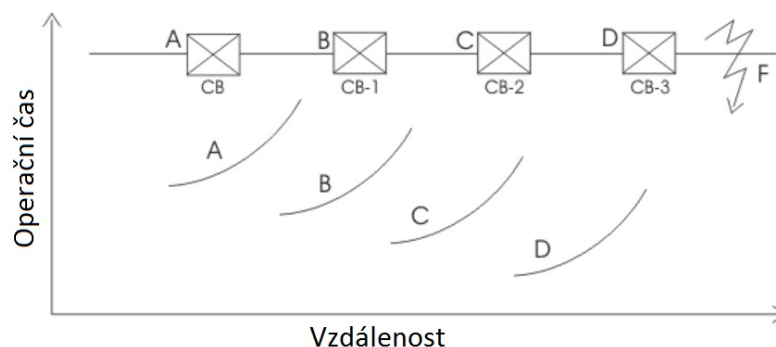 A B C D
CB CB-1 CB-2 CB-3 F
A
B
C
D
Operační čas
Vzdálenost